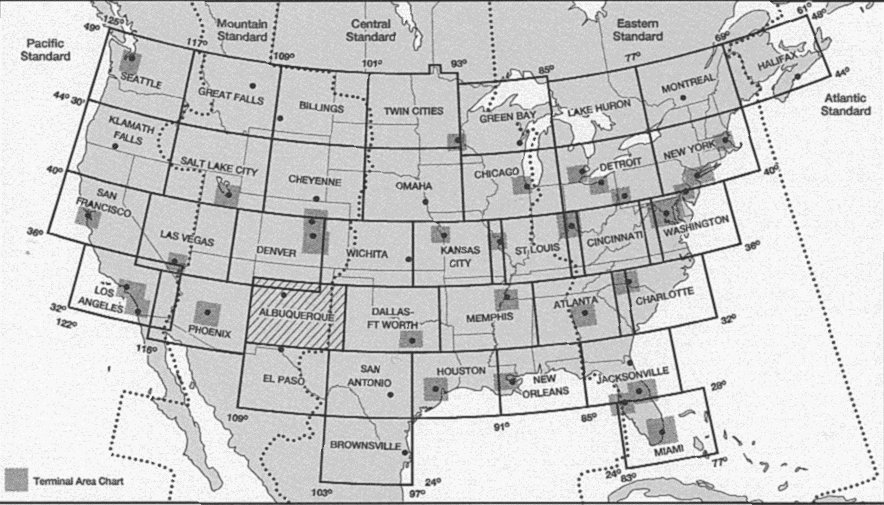 61°
48°
125°
49°
Mountain
Standard
Central
Standard
Eastern
Standard
69°
Pacific
Standard
117°
109°
101°
93°
85°
77°
HALIFAX
44°
SEATTLE
GREAT FALLS
BILLINGS
TWIN CITIES
GREEN BAY
LAKE HURON
MONTREAL
Atlantic
Standard
44° 30'
KLAMATH
FALLS
SALT LAKE CITY
CHEYENNE
OMAHA
CHICAGO
DETROIT
NEW YORK
40°
40°
SAN
FRANCISCO
LAS VEGAS
DENVER
WICHITA
KANSAS
CITY
ST. LOUIS
CINCINNATI
WASHINGTON
36°
36°
LOS
ANGELES
PHOENIX
ALBUQUERQUE
DALLAS-
FT WORTH
MEMPHIS
ATLANTA
CHARLOTTE
32°
122°
32°
EL PASO
SAN
ANTONIO
HOUSTON
NEW
ORLEANS
JACKSONVILLE
28°
109°
91°
85°
BROWNSVILLE
MIAMI
77°
24°
83°
24°
103°
97°
Terminal Area Chart